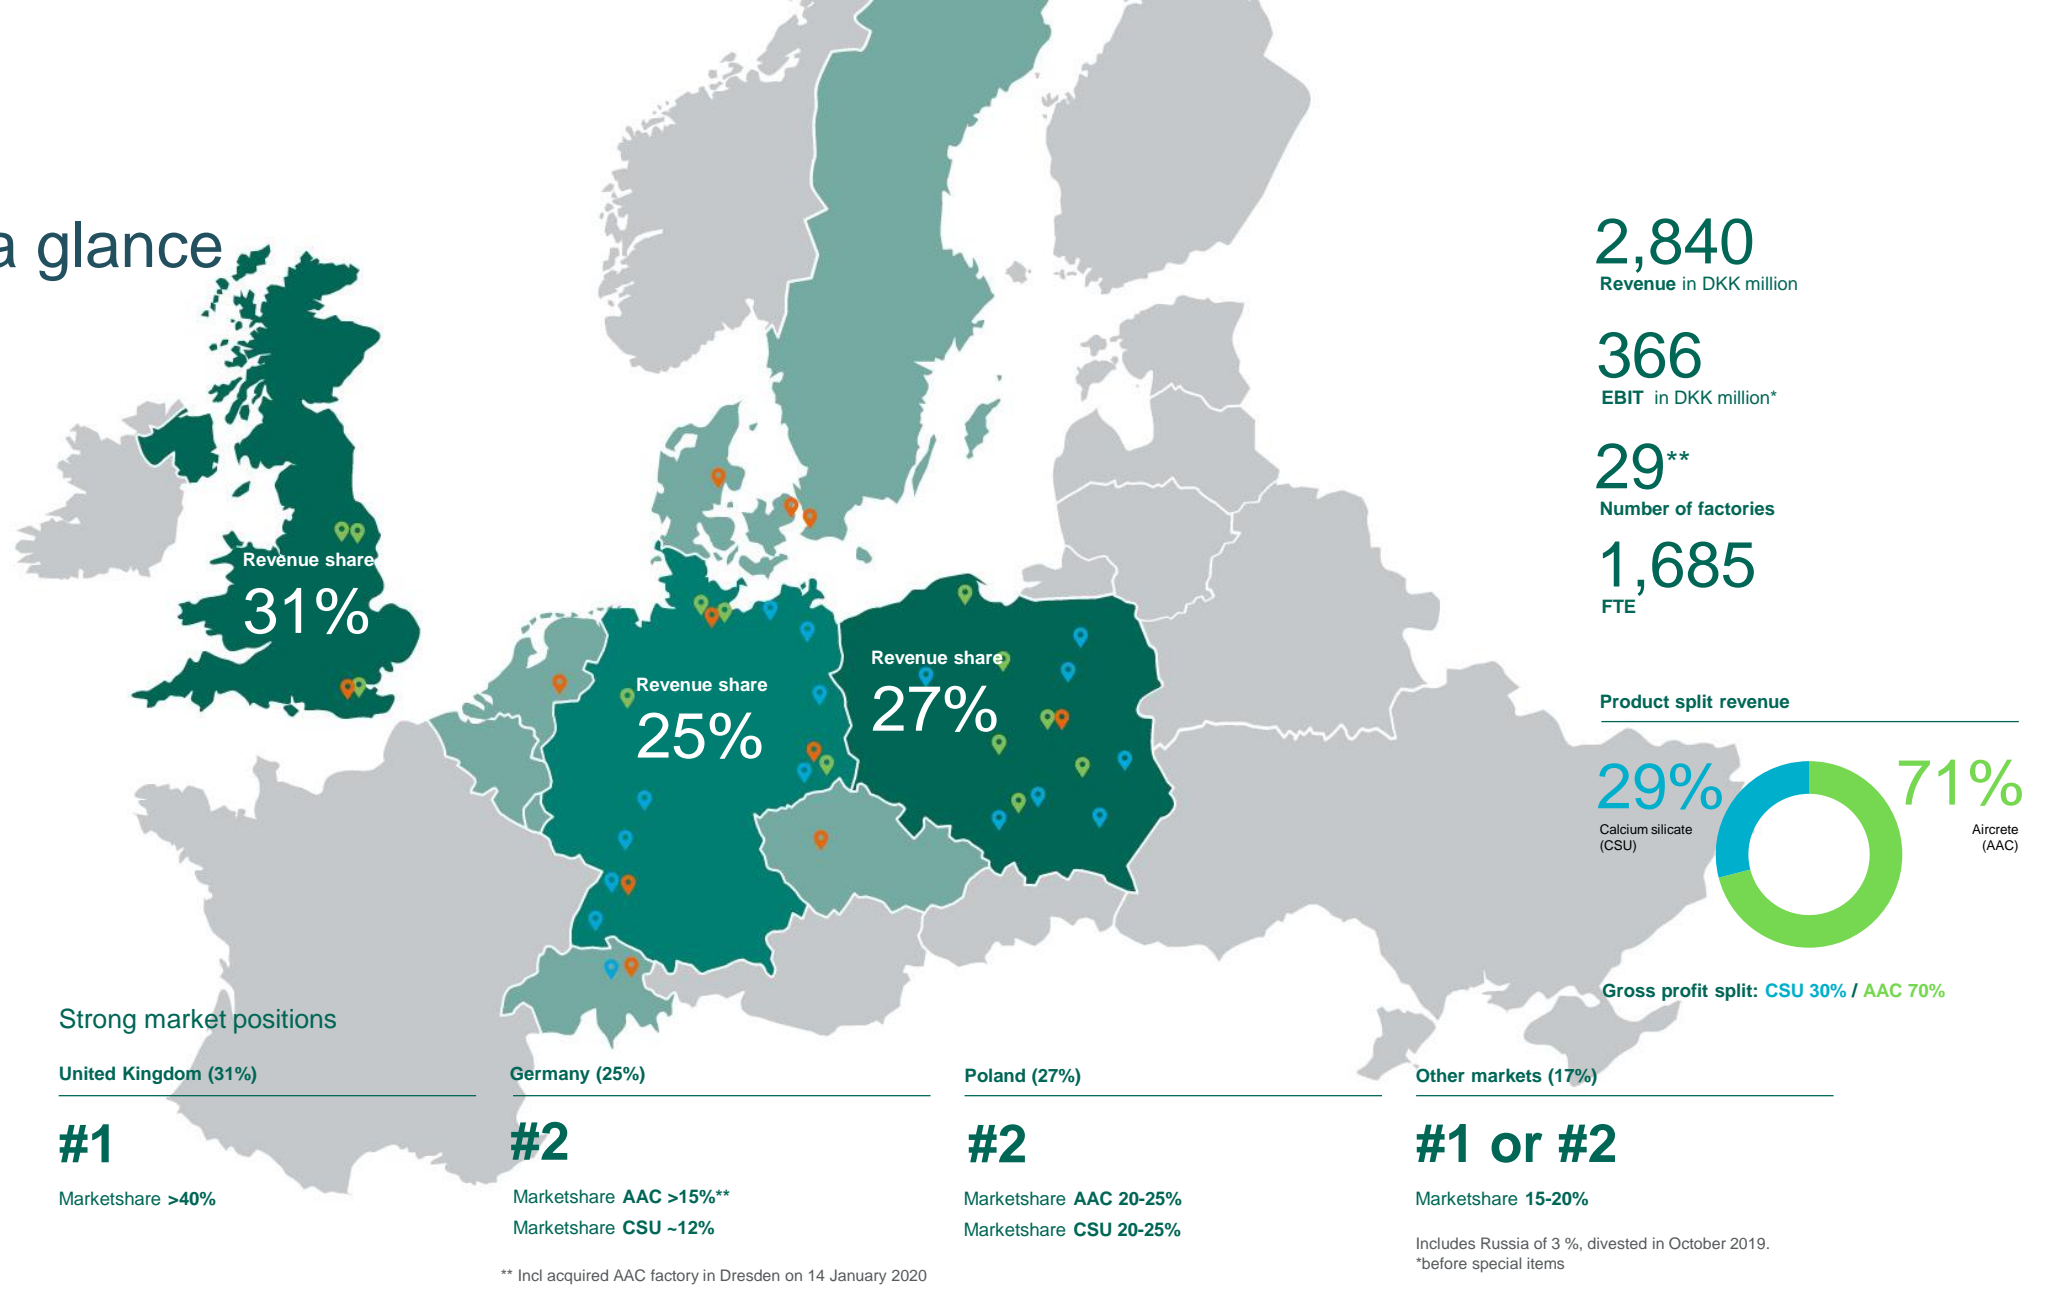 a glance
2,840
Revenue in DKK million
366
EBIT in DKK million*
29**
Number of factories
1,685
FTE
Revenue share
31%
Revenue share
25%
Revenue share
27%
Product split revenue
29%
Calcium silicate
(CSU)
71%
Aircrete
(AAC)
Gross profit split: CSU 30% / AAC 70%
Strong market positions
United Kingdom (31%)
#1
Marketshare >40%
Germany (25%)
#2
Marketshare AAC >15%**
Marketshare CSU ~12%
** Incl acquired AAC factory in Dresden on 14 January 2020
Poland (27%)
#2
Marketshare AAC 20-25%
Marketshare CSU 20-25%
Other markets (17%)
#1 or #2
Marketshare 15-20%
Includes Russia of 3 %, divested in October 2019.
*before special items